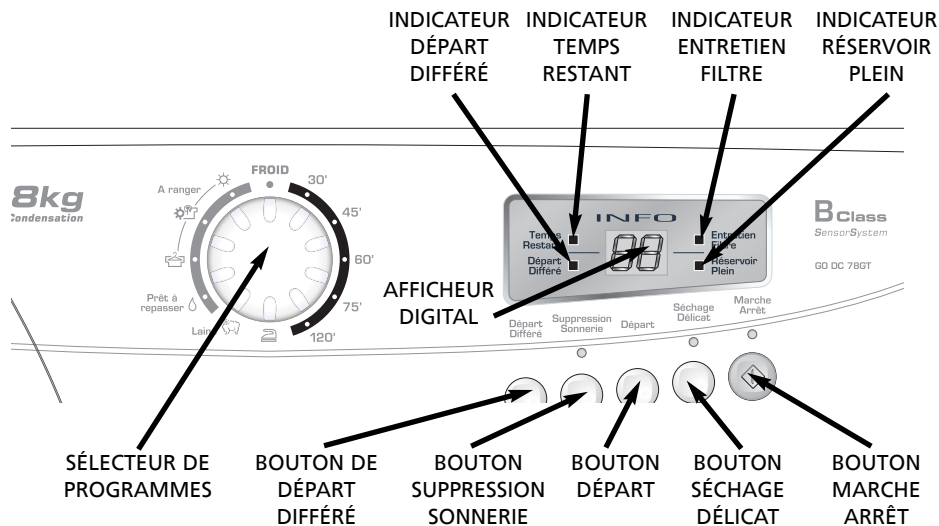 INDICATEUR
DÉPART
DIFFÉRÉ
INDICATEUR
TEMPS
RESTANT
INDICATEUR
ENTRETIEN
FILTRE
INDICATEUR
RÉSERVOIR
PLEIN
8kg
Condensation
FROID
30'
45'
60'
75'
120'
A ranger
Prêt à
repasser
Laine
INFO
Temps
Restant
Départ
Différé
88
Entretien
Filtre
Réservoir
Plein
B Class
SensorSystem
GO DC 78GT
AFFICHEUR
DIGITAL
Départ
Différé
Suppression
Sonnerie
Départ
Séchage
Délicat
Marche
Arrêt
SÉLECTEUR DE
PROGRAMMES
BOUTON DE
DÉPART
DIFFÉRÉ
BOUTON
SUPPRESSION
SONNERIE
BOUTON
DÉPART
BOUTON
SÉCHAGE
DÉLICAT
BOUTON
MARCHE
ARRÊT